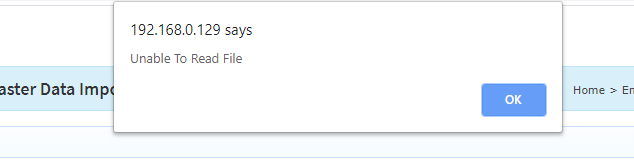 192.168.0.129 says
Unable To Read File
OK
aster Data Impo
Home > En